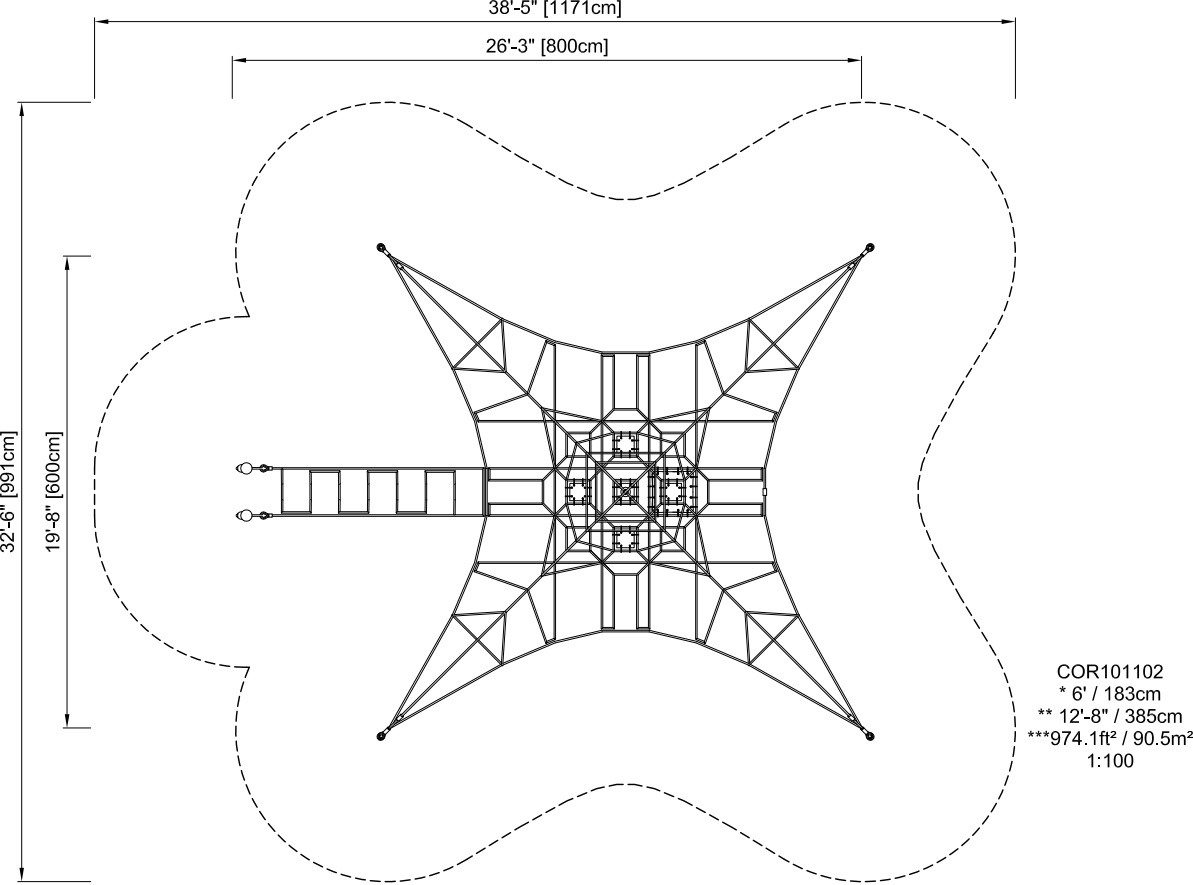 38'-5" [1171cm]
26'-3" [800cm]
32'-6" [991cm]
19'-8" [600cm]
COR101102
* 6' / 183cm
** 12'-8" / 385cm
***974.1ft² / 90.5m²
1:100